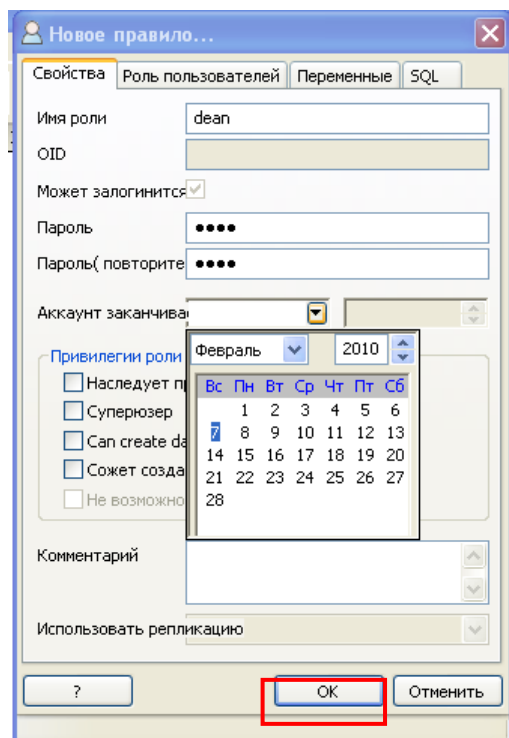 Новое правило...
Свойства Роль пользователей Переменные SQL
Имя роли dean
OID
Может залогинится
Пароль ●●●●
Пароль( повторите ●●●●
Аккаунт заканчива
Привилегии роли
Февраль 2010
Наследует п
Вс Пн Вт Ср Чт Пт Сб
Суперюзер
1 2 3 4 5 6
Can create da
7 8 9 10 11 12 13
14 15 16 17 18 19 20
Сожет созда
21 22 23 24 25 26 27
Не возможно
28
Комментарий
Использовать репликацию
? OK Отменить